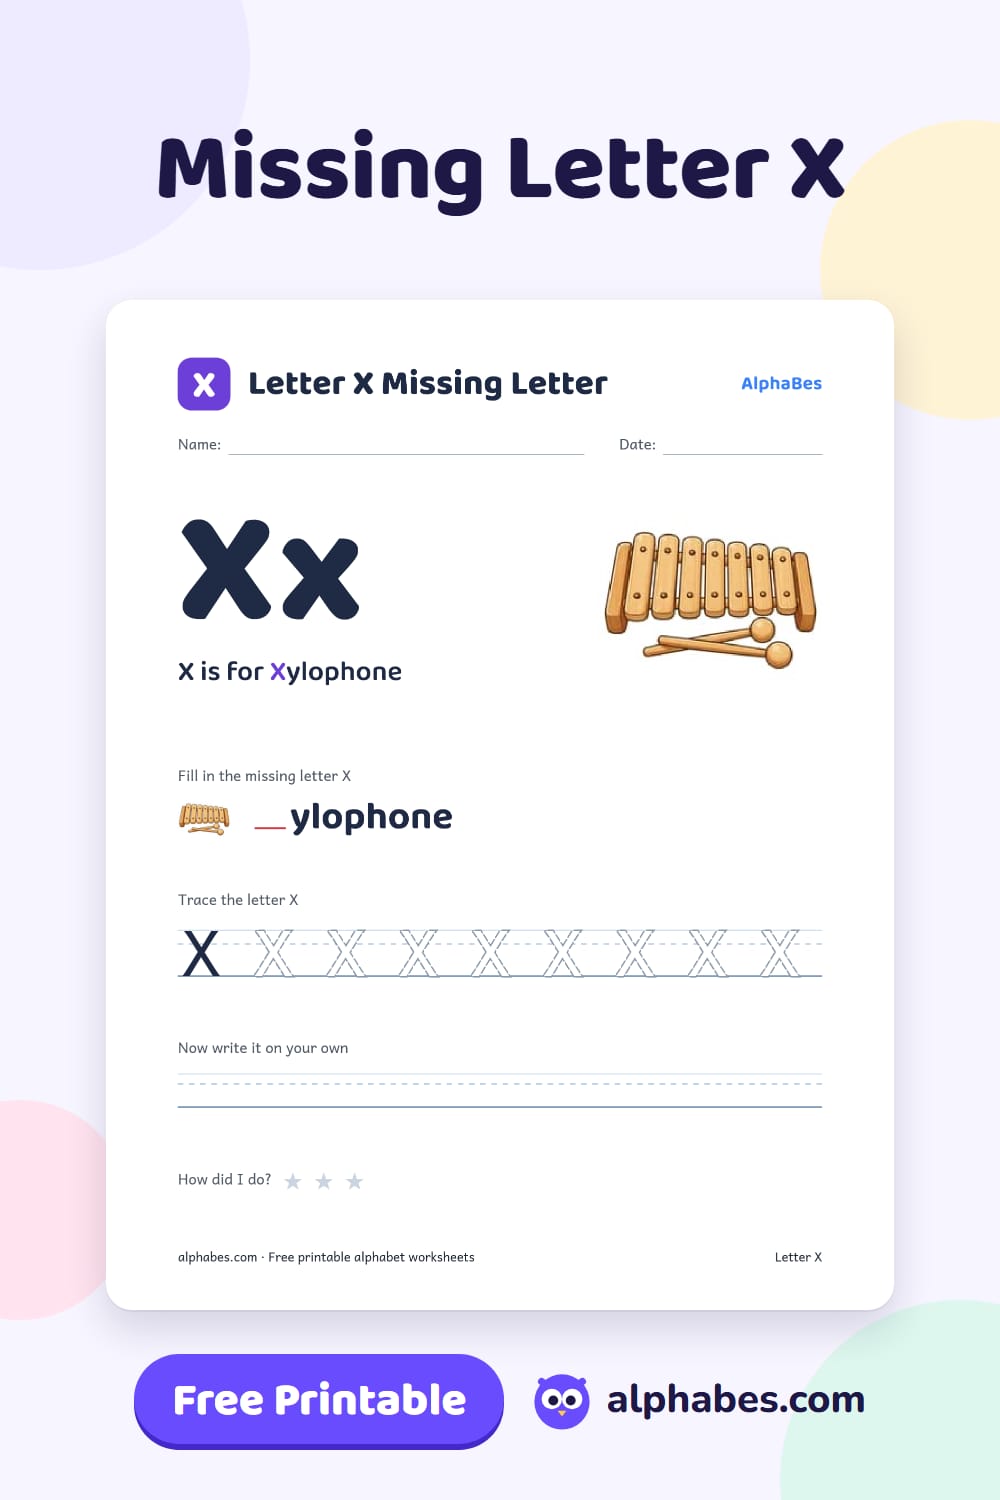 Missing Letter X
X Letter X Missing Letter AlphaBes
Name: Date:
Xx
X is for Xylophone
Fill in the missing letter X
__ylophone
Trace the letter X
X X X X X X X X X
Now write it on your own
How did I do? ★ ★ ★
alphabes.com · Free printable alphabet worksheets Letter X
Free Printable alphabes.com